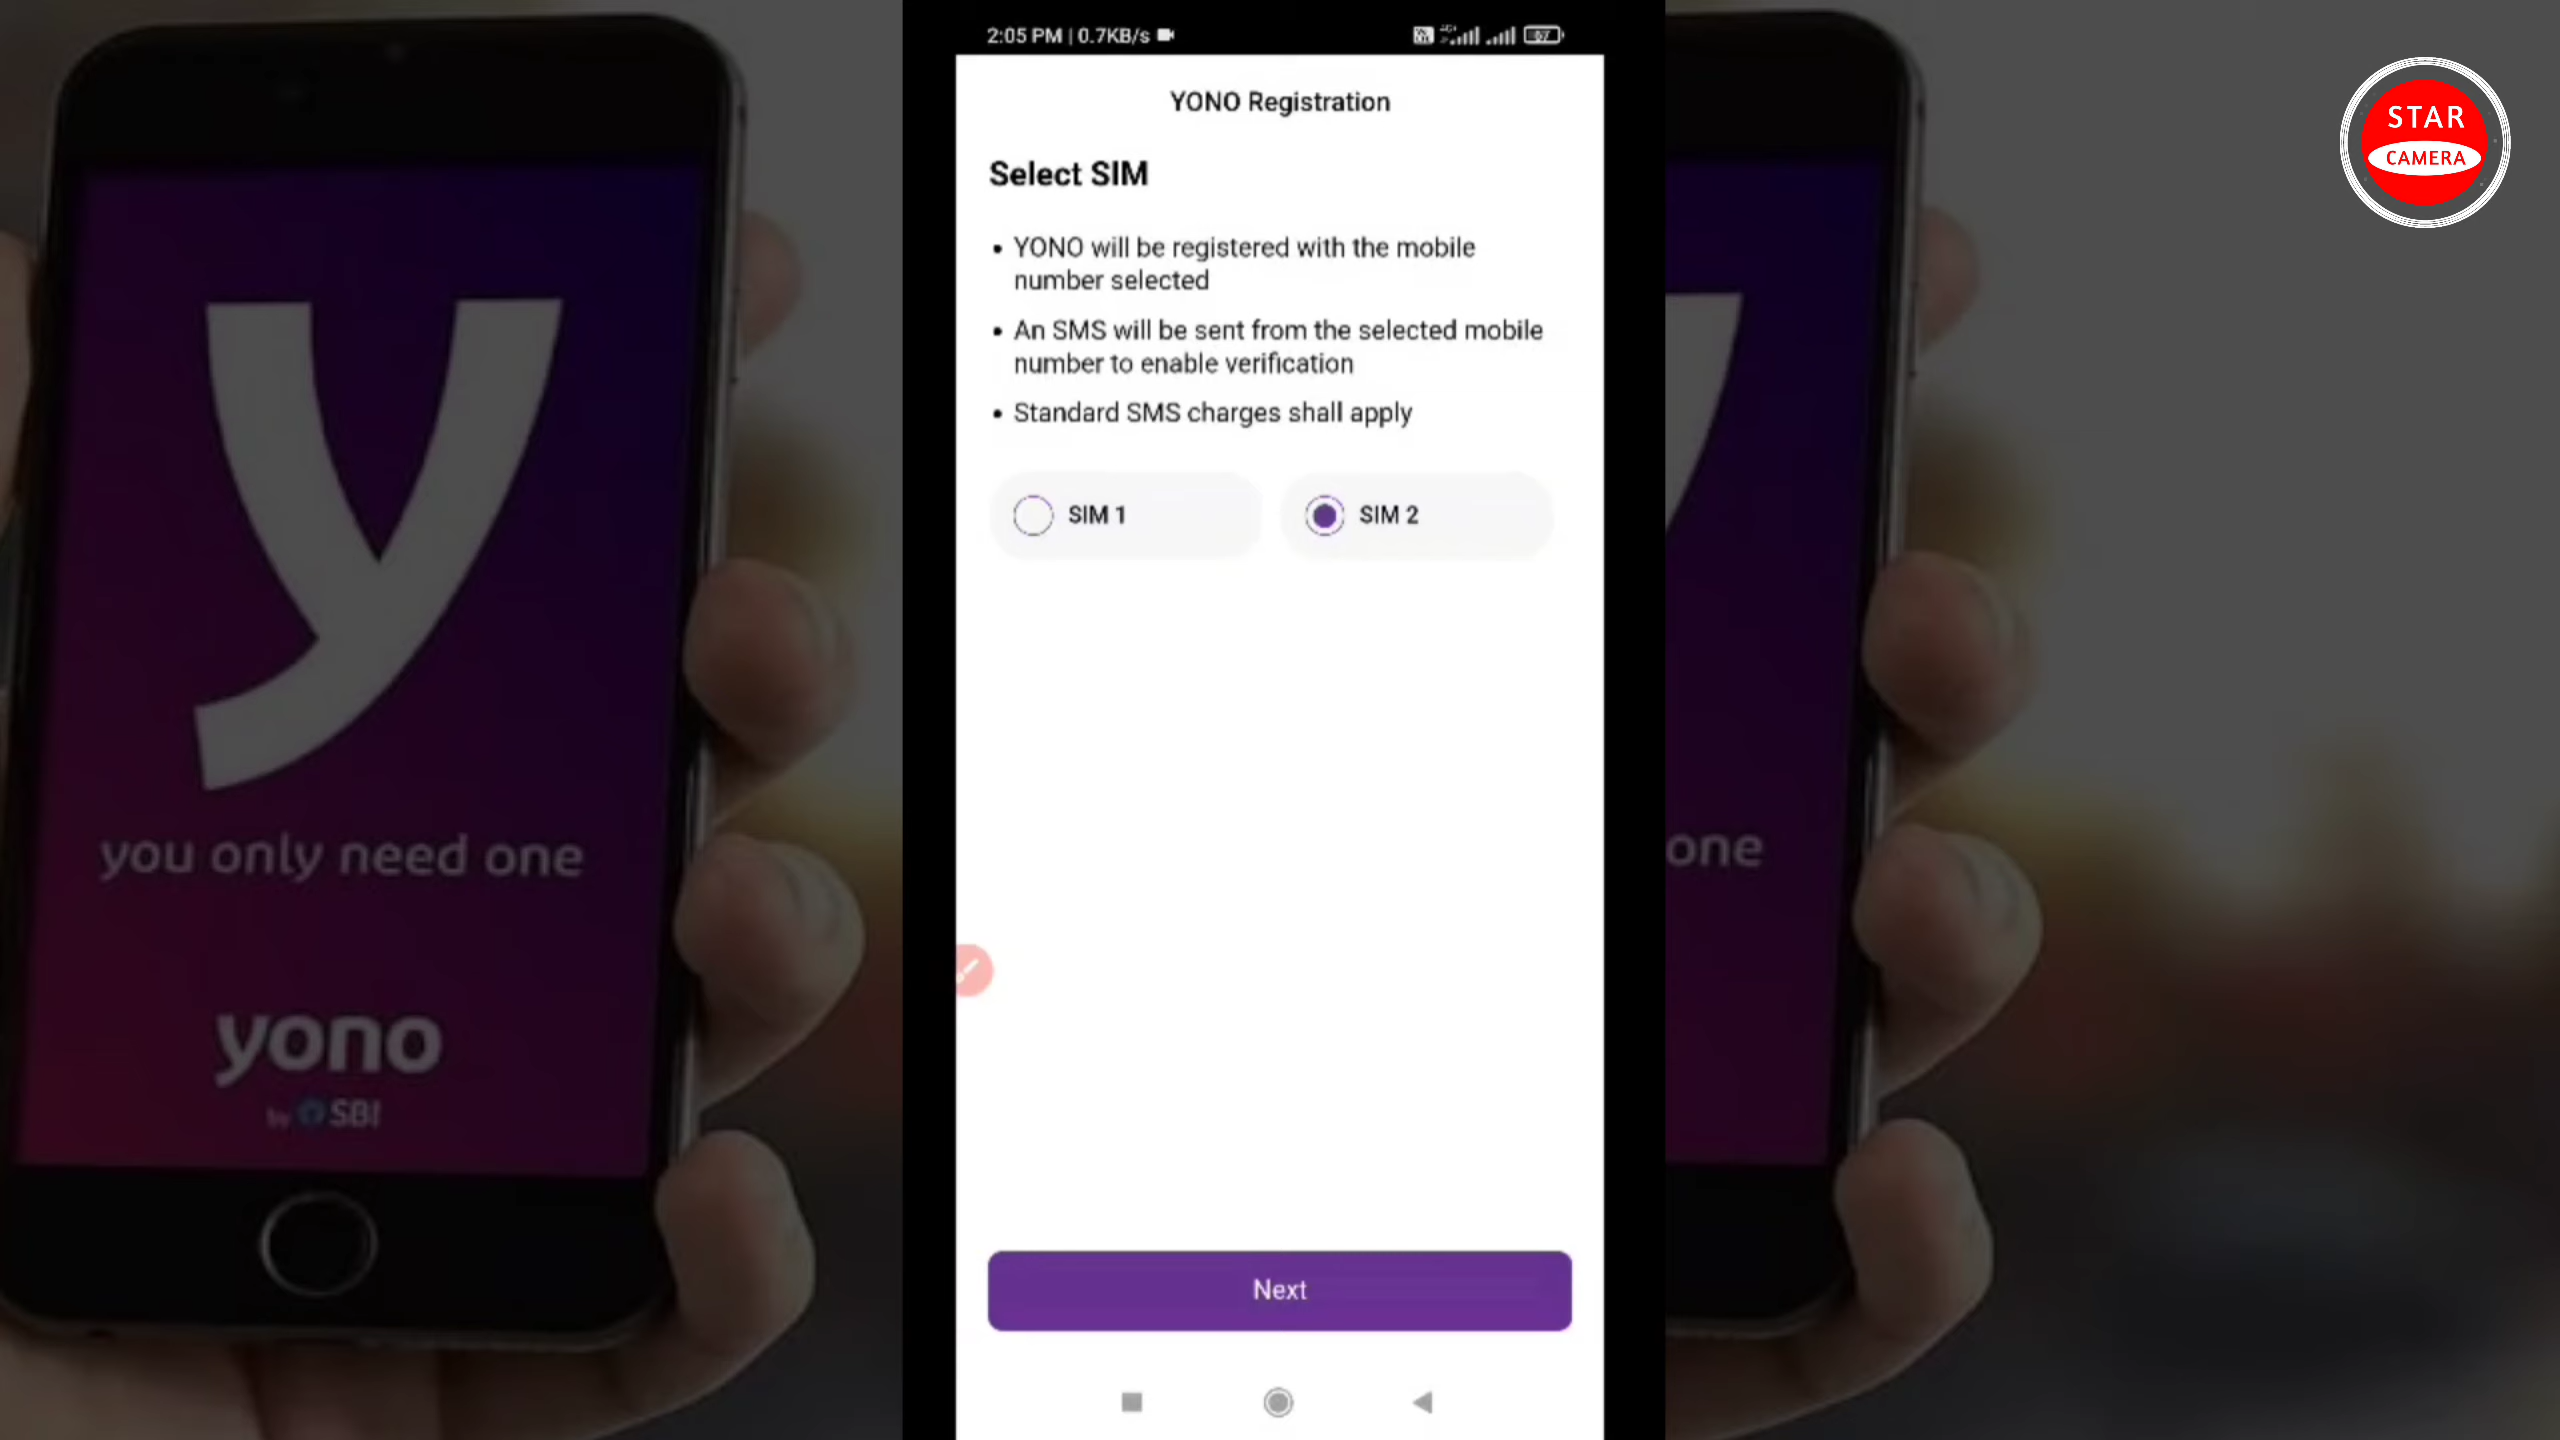 2:05 PM | 0.7KB/s
67
STAR
CAMERA
YONO Registration
Select SIM
• YONO will be registered with the mobile
number selected
• An SMS will be sent from the selected mobile
number to enable verification
• Standard SMS charges shall apply
SIM 1
SIM 2
Next
y
you only need one
yono
by SBI
one